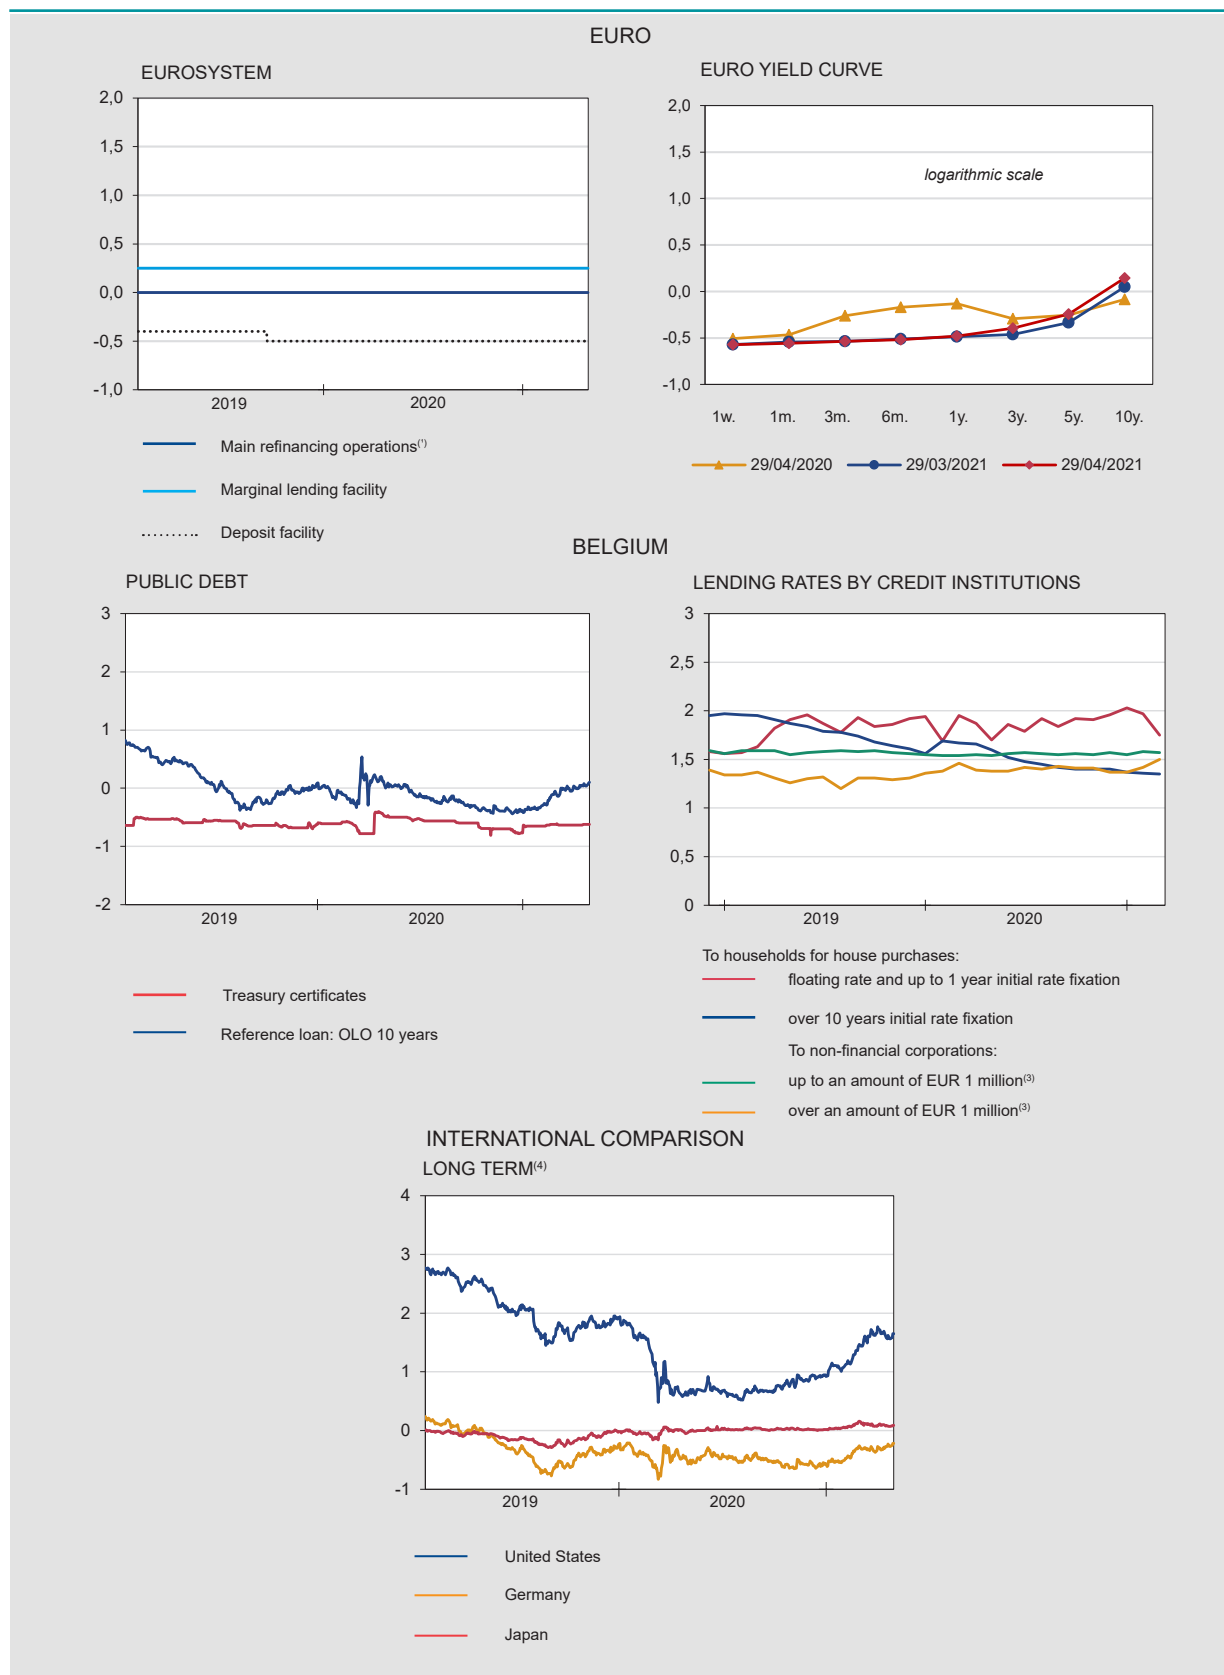 EURO
EUROSYSTEM
2,0
1,5
1,0
0,5
0,0
-0,5
-1,0
2019 2020
Main refinancing operations(1)
Marginal lending facility
Deposit facility
EURO YIELD CURVE
2,0
1,5
1,0
0,5
0,0
-0,5
-1,0
logarithmic scale
1w. 1m. 3m. 6m. 1y. 3y. 5y. 10y.
29/04/2020 29/03/2021 29/04/2021
BELGIUM
PUBLIC DEBT
3
2
1
0
-1
-2
2019 2020
Treasury certificates
Reference loan: OLO 10 years
LENDING RATES BY CREDIT INSTITUTIONS
3
2,5
2
1,5
1
0,5
0
2019 2020
To households for house purchases:
floating rate and up to 1 year initial rate fixation
over 10 years initial rate fixation
To non-financial corporations:
up to an amount of EUR 1 million(3)
over an amount of EUR 1 million(3)
INTERNATIONAL COMPARISON
LONG TERM(4)
4
3
2
1
0
-1
2019 2020
United States
Germany
Japan